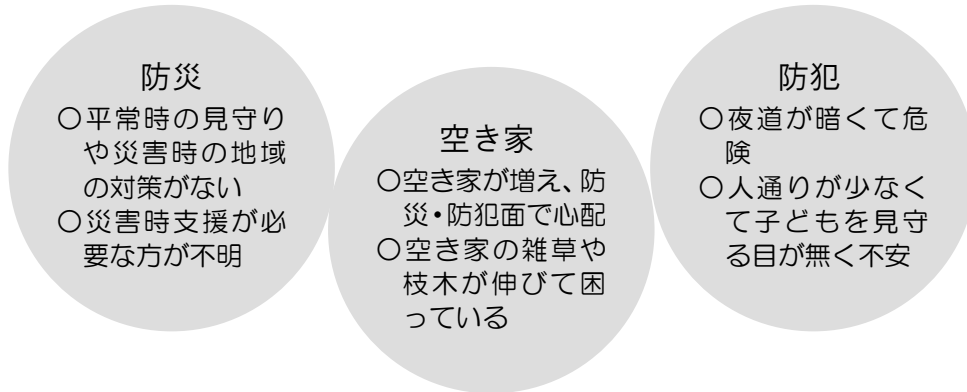 防災
○平常時の見守り
や災害時の地域
の対策がない
○災害時支援が必
要な方が不明
空き家
○空き家が増え、防
災・防犯面で心配
○空き家の雑草や
枝木が伸びて困
っている
防犯
○夜道が暗くて危
険
○人通りが少なく
て子どもを見守
る目が無く不安